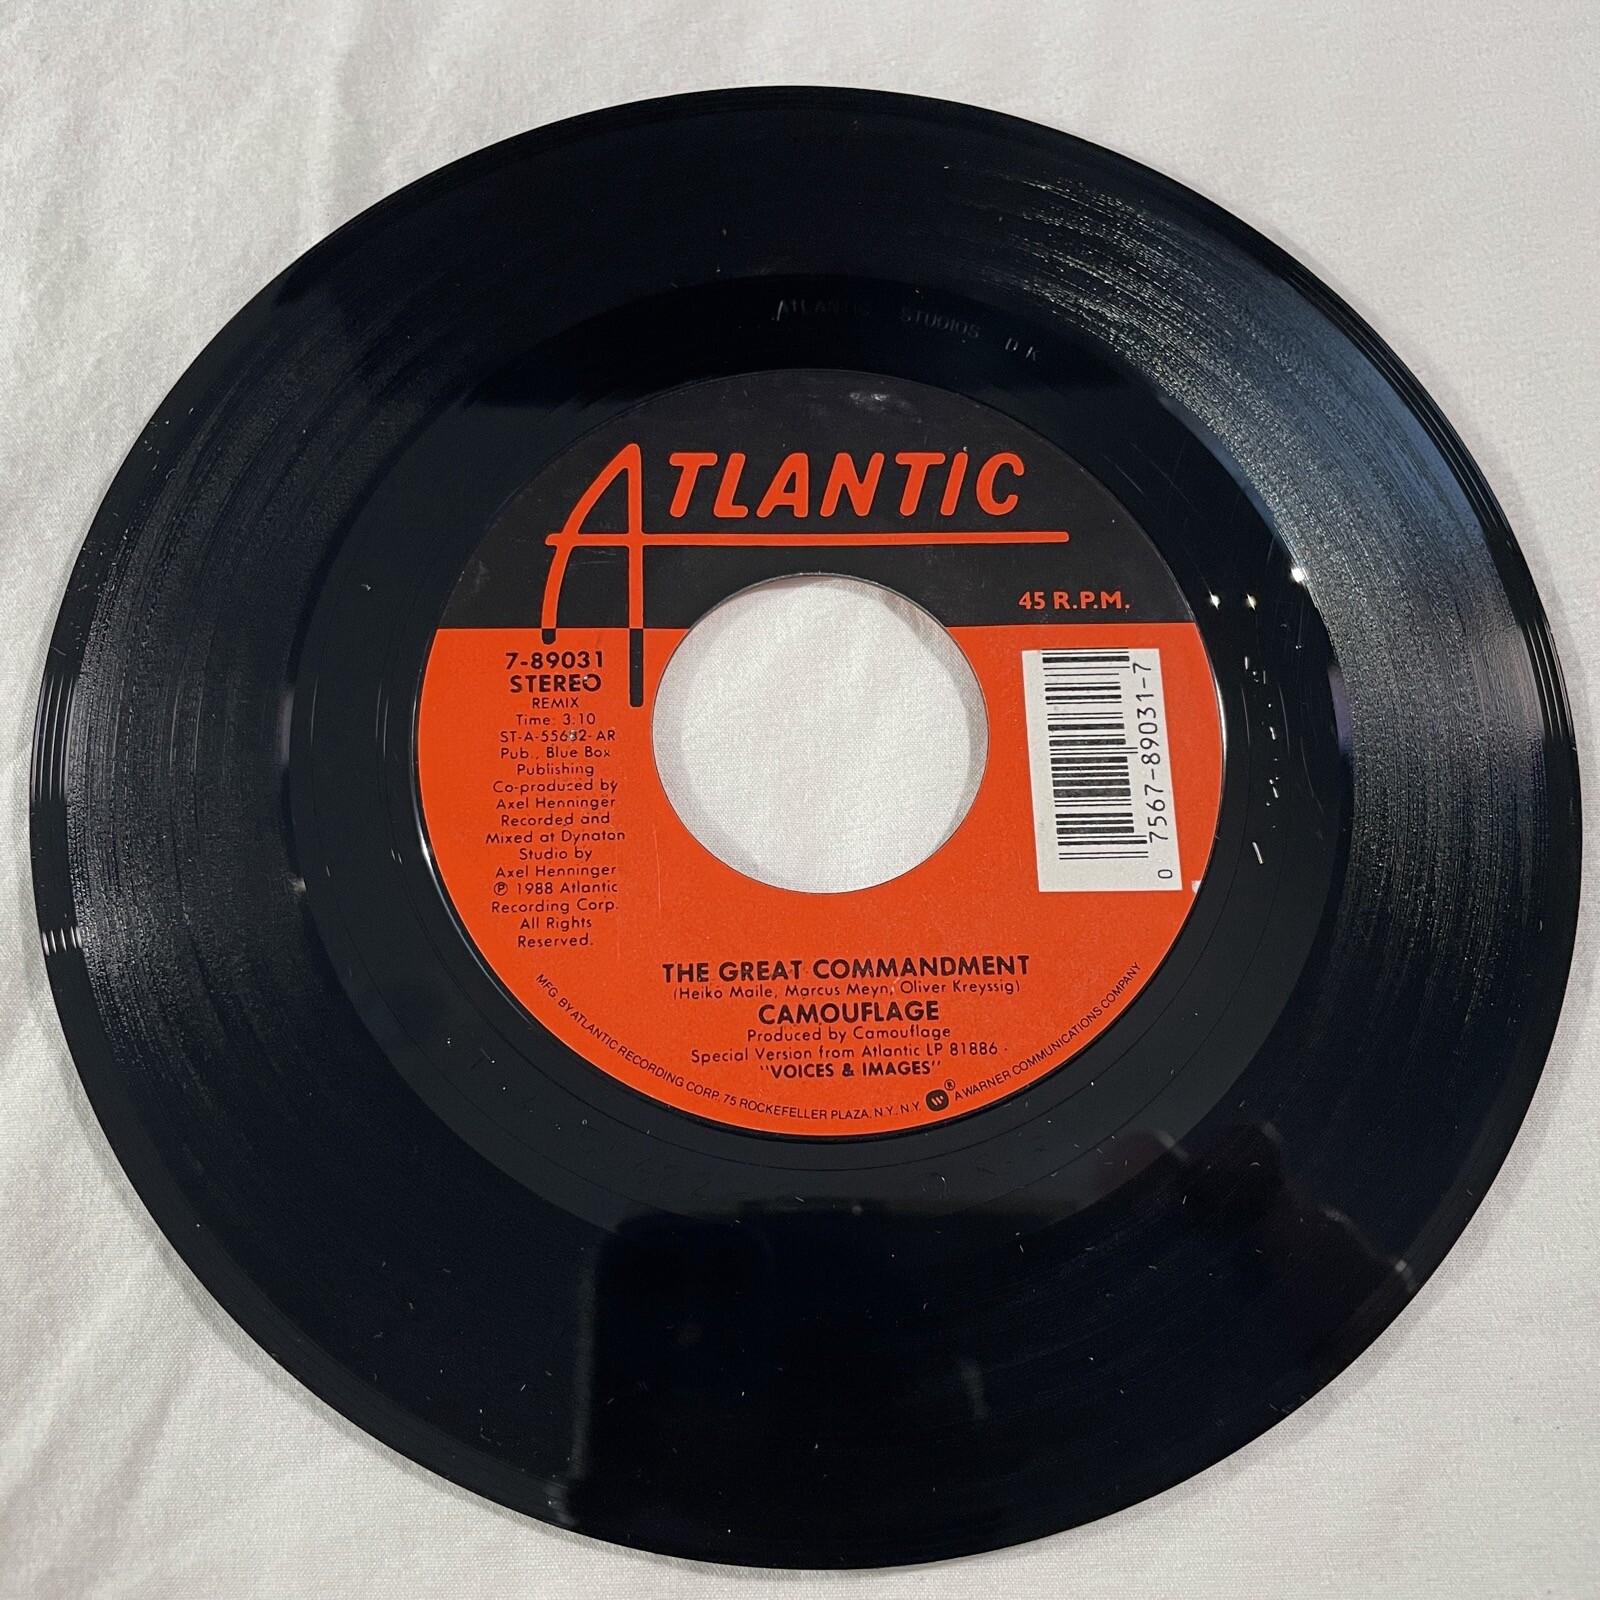 ATLANTIC STUDIOS DK
ATLANTIC
45 R.P.M.
7-89031
STEREO
REMIX
Time: 3:10
ST-A-55682-AR
Pub., Blue Box
Publishing
Co-produced by
Axel Henninger
Recorded and
Mixed at Dynaton
Studio by
Axel Henninger
℗ 1988 Atlantic
Recording Corp.
All Rights
Reserved.
0 7567-89031-7
THE GREAT COMMANDMENT
(Heiko Maile, Marcus Meyn, Oliver Kreyssig)
CAMOUFLAGE
Produced by Camouflage
Special Version from Atlantic LP 81886
"VOICES & IMAGES"
MFG. BY ATLANTIC RECORDING CORP., 75 ROCKEFELLER PLAZA, N.Y., N.Y. ® A WARNER COMMUNICATIONS COMPANY